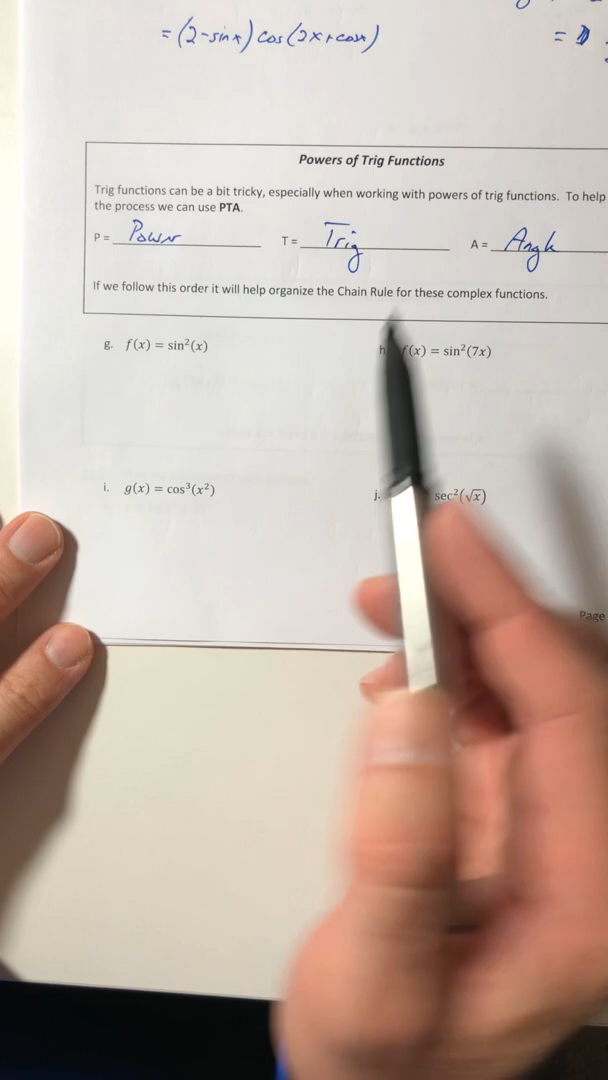 = (2-sinx) cos(2x+cosx)
=
Powers of Trig Functions
Trig functions can be a bit tricky, especially when working with powers of trig functions. To help
the process we can use PTA.
P = Power T = Trig A = Angle
If we follow this order it will help organize the Chain Rule for these complex functions.
g. f(x) = sin²(x)
h (x) = sin²(7x)
i. g(x) = cos³(x²)
j. sec²(√x)
Page